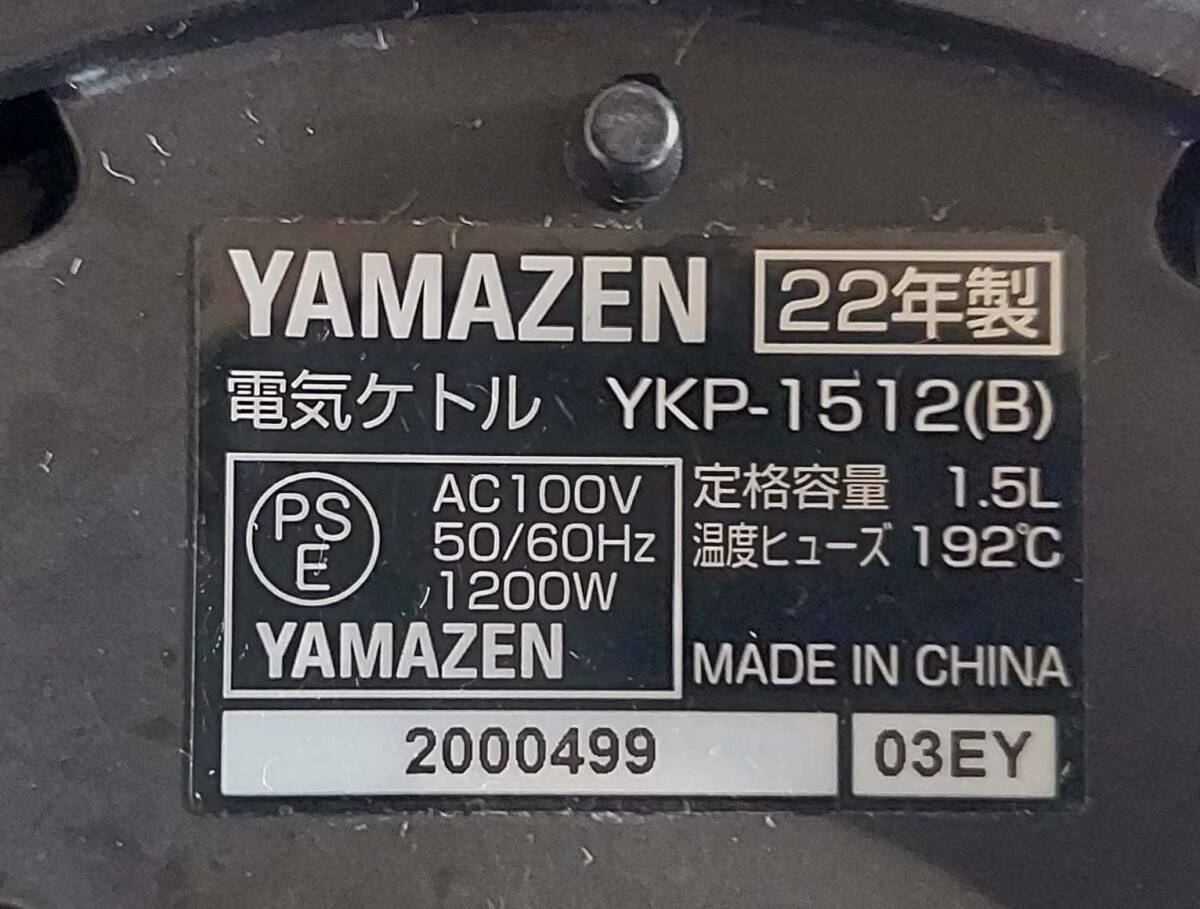 YAMAZEN 22年製
電気ケトル YKP-1512(B)
PSE
AC100V
50/60Hz
1200W
YAMAZEN
定格容量 1.5L
温度ヒューズ 192℃
MADE IN CHINA
2000499 03EY